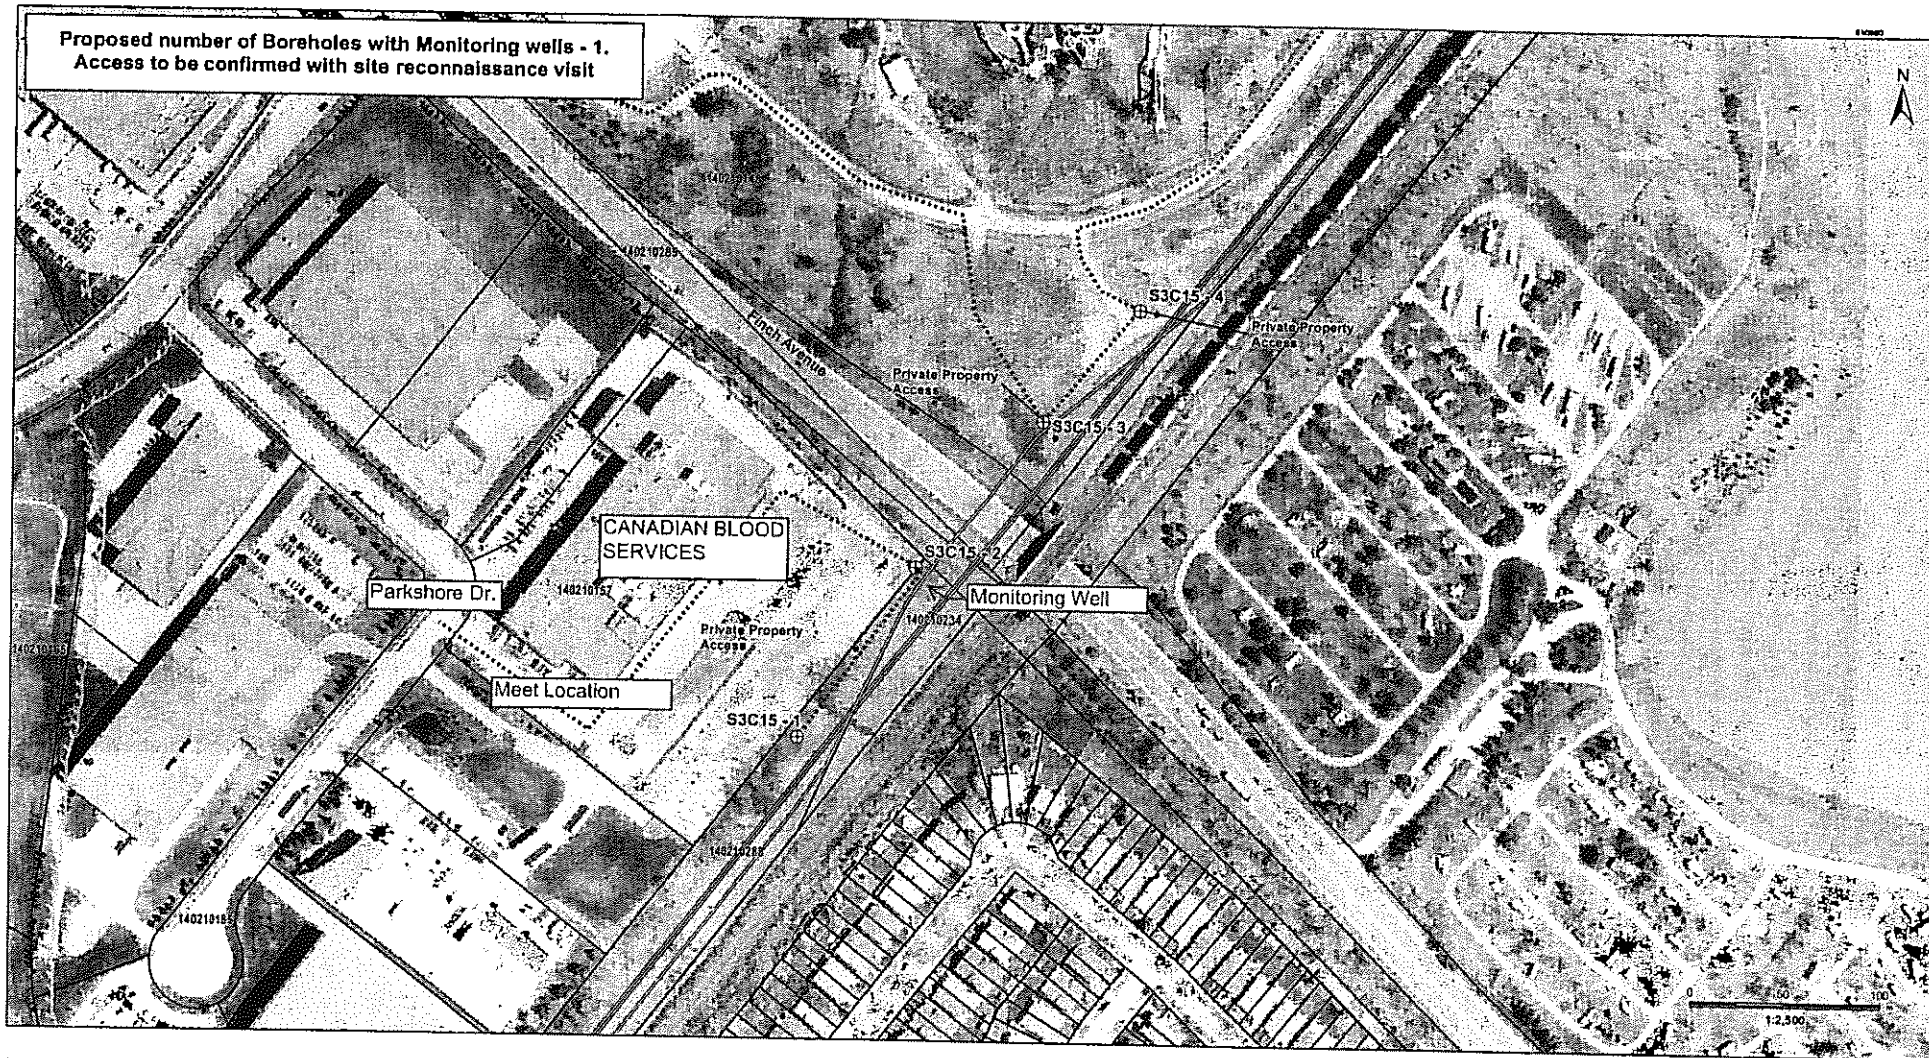 Proposed number of Boreholes with Monitoring wells - 1.
Access to be confirmed with site reconnaissance visit
N
140210285
Finch Avenue
S3C15 - 4
Private Property
Access
Private Property
Access
S3C15 - 3
CANADIAN BLOOD
SERVICES
S3C15 - 2
Parkshore Dr.
140210157
Monitoring Well
140210234
Private Property
Access
Meet Location
S3C15 - 1
140210288
0 50 100
1:2,500